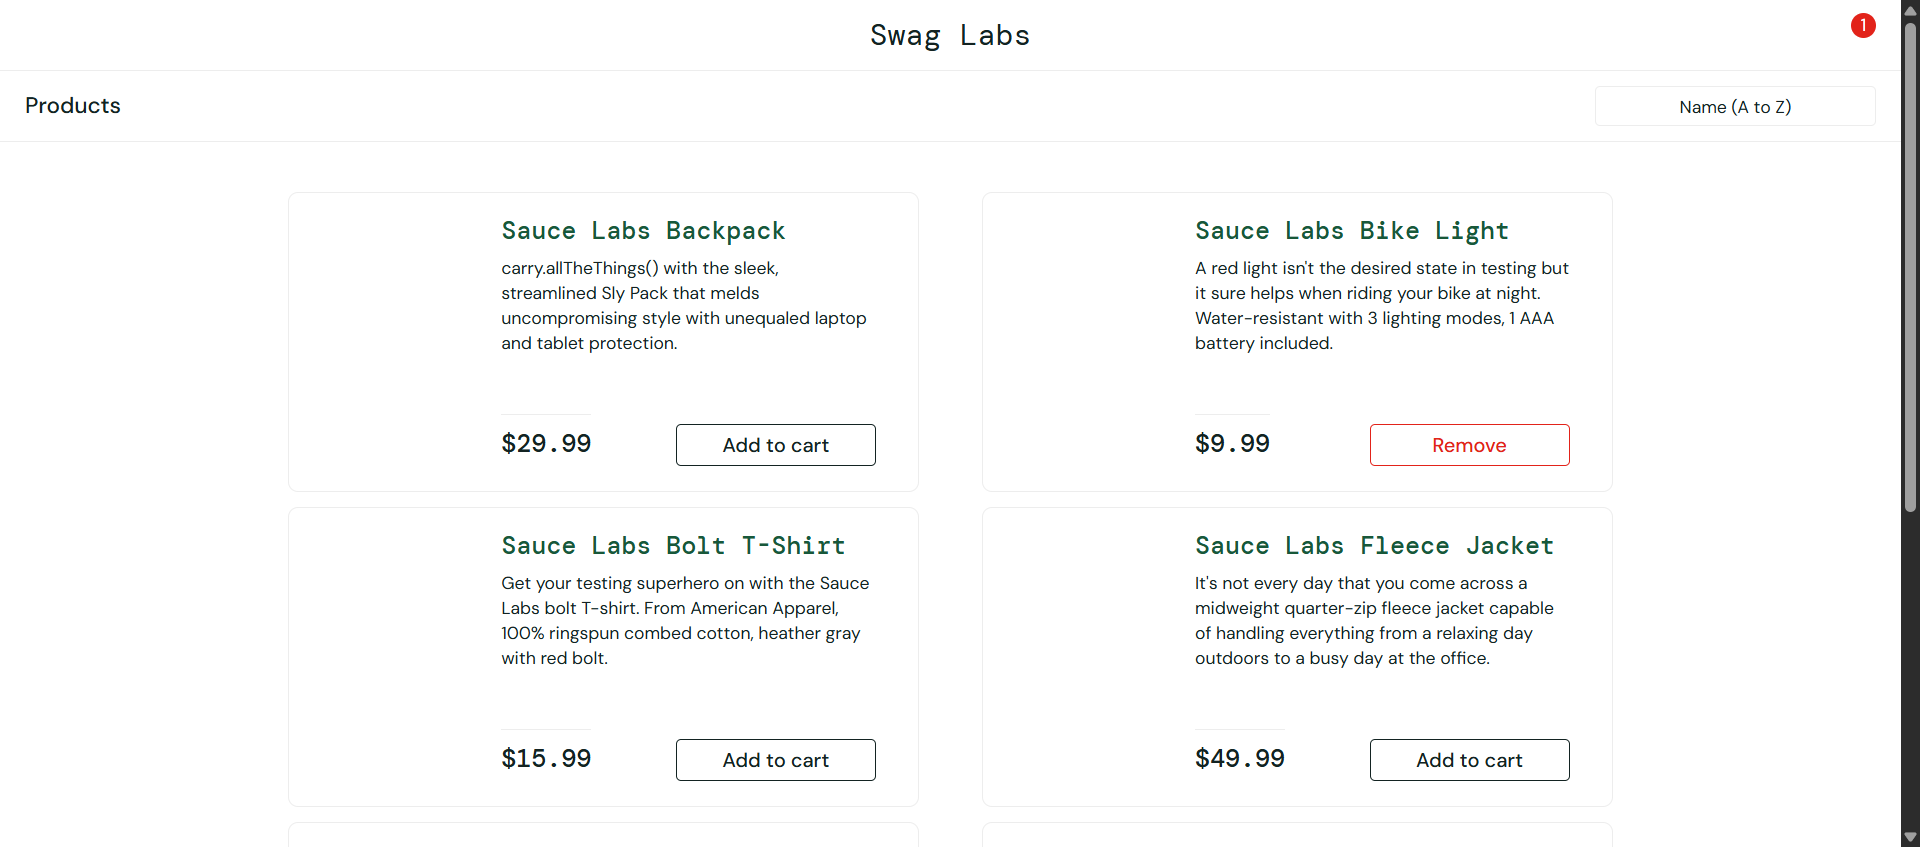 Swag Labs
1
Products
Name (A to Z)
Sauce Labs Backpack
carry.allTheThings() with the sleek,
streamlined Sly Pack that melds
uncompromising style with unequaled laptop
and tablet protection.
$29.99
Add to cart
Sauce Labs Bike Light
A red light isn't the desired state in testing but
it sure helps when riding your bike at night.
Water-resistant with 3 lighting modes, 1 AAA
battery included.
$9.99
Remove
Sauce Labs Bolt T-Shirt
Get your testing superhero on with the Sauce
Labs bolt T-shirt. From American Apparel,
100% ringspun combed cotton, heather gray
with red bolt.
$15.99
Add to cart
Sauce Labs Fleece Jacket
It's not every day that you come across a
midweight quarter-zip fleece jacket capable
of handling everything from a relaxing day
outdoors to a busy day at the office.
$49.99
Add to cart